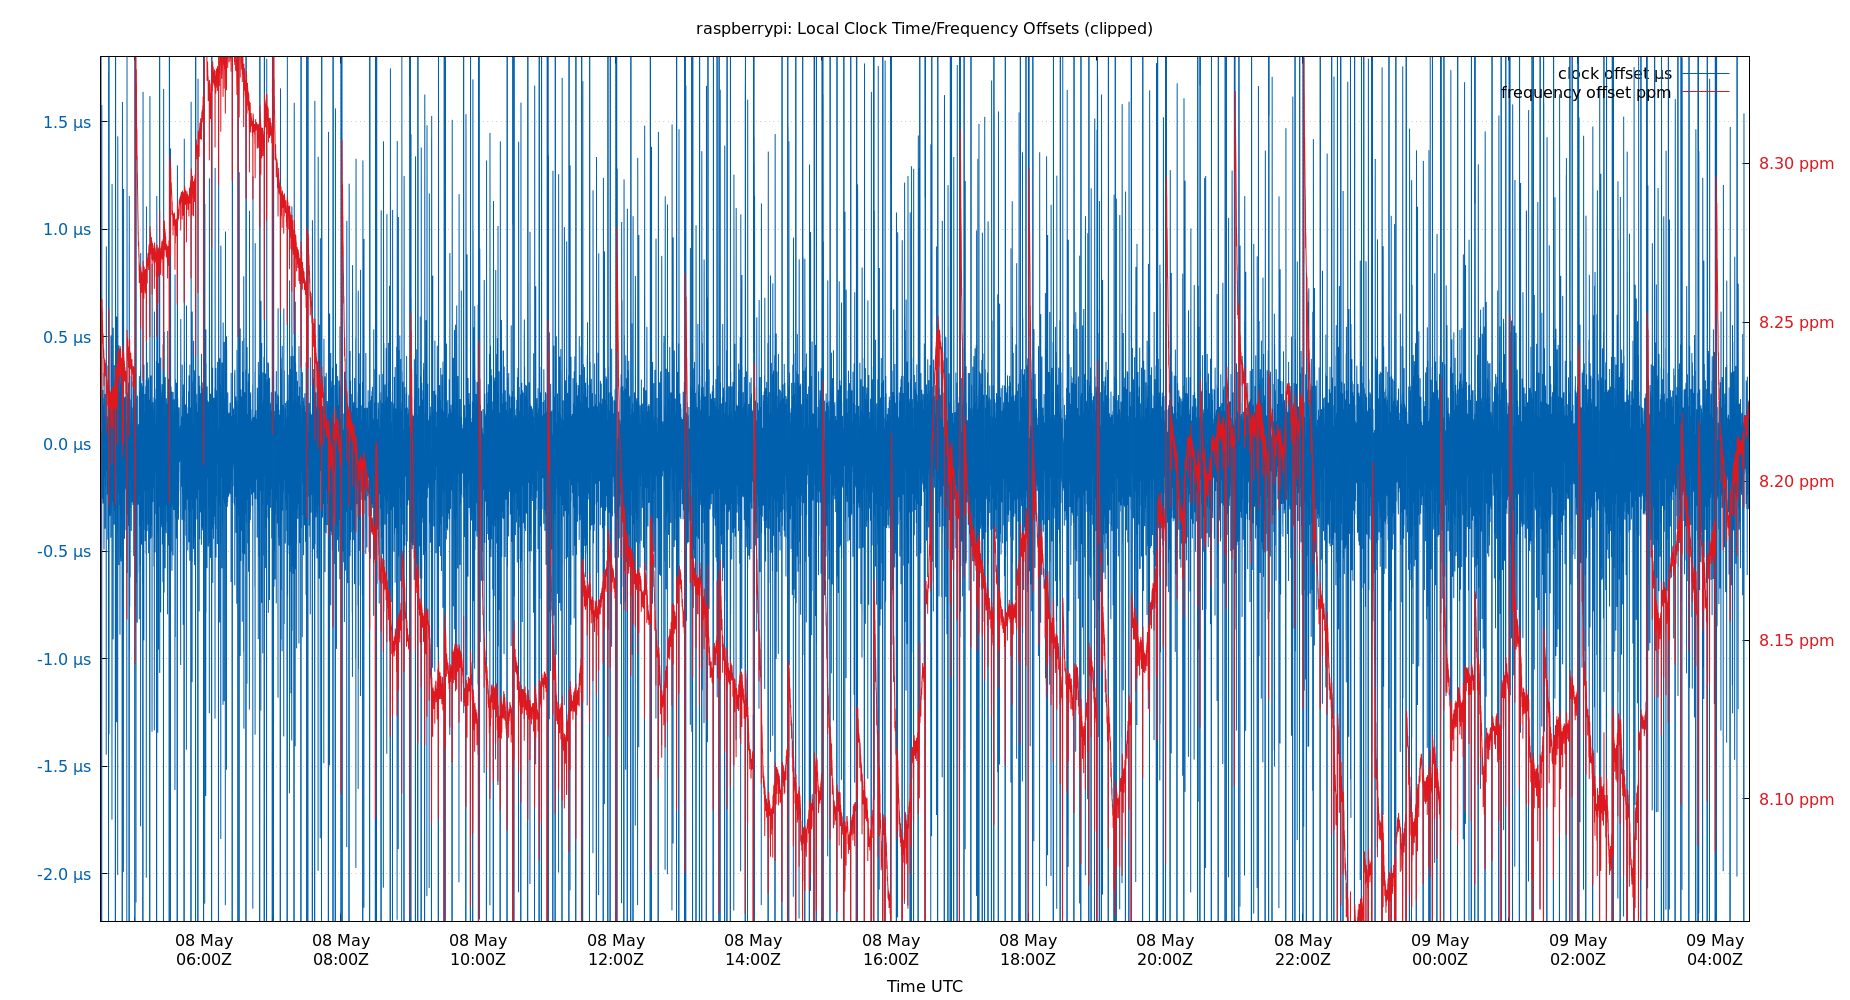 raspberrypi: Local Clock Time/Frequency Offsets (clipped)
clock offset µs
frequency offset ppm
1.5 µs
1.0 µs
0.5 µs
0.0 µs
-0.5 µs
-1.0 µs
-1.5 µs
-2.0 µs
8.30 ppm
8.25 ppm
8.20 ppm
8.15 ppm
8.10 ppm
08 May 08 May 08 May 08 May 08 May 08 May 08 May 08 May 08 May 09 May 09 May 09 May
06:00Z 08:00Z 10:00Z 12:00Z 14:00Z 16:00Z 18:00Z 20:00Z 22:00Z 00:00Z 02:00Z 04:00Z
Time UTC